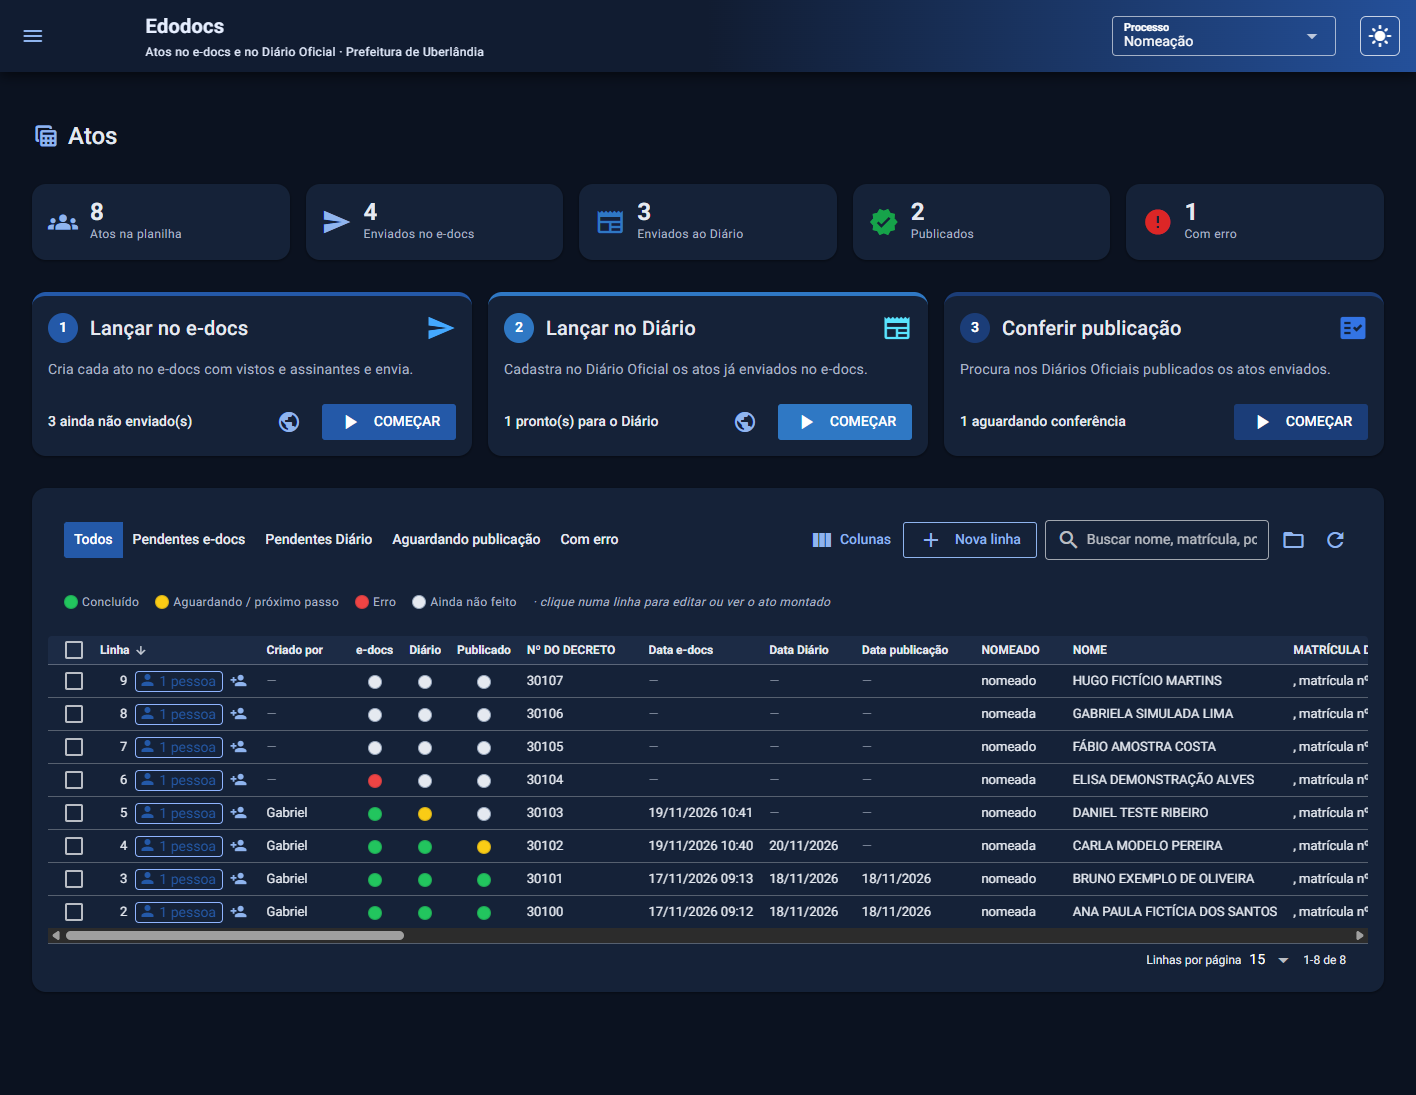 Edodocs
Atos no e-docs e no Diário Oficial · Prefeitura de Uberlândia
Processo
Nomeação
Atos
8
Atos na planilha
4
Enviados no e-docs
3
Enviados ao Diário
2
Publicados
1
Com erro
1 Lançar no e-docs
Cria cada ato no e-docs com vistos e assinantes e envia.
3 ainda não enviado(s) COMEÇAR
2 Lançar no Diário
Cadastra no Diário Oficial os atos já enviados no e-docs.
1 pronto(s) para o Diário COMEÇAR
3 Conferir publicação
Procura nos Diários Oficiais publicados os atos enviados.
1 aguardando conferência COMEÇAR
Todos Pendentes e-docs Pendentes Diário Aguardando publicação Com erro Colunas Nova linha Buscar nome, matrícula, pc
Concluído Aguardando / próximo passo Erro Ainda não feito · clique numa linha para editar ou ver o ato montado
Linha Criado por e-docs Diário Publicado Nº DO DECRETO Data e-docs Data Diário Data publicação NOMEADO NOME MATRÍCULA D
9 1 pessoa — 30107 — — — nomeado HUGO FICTÍCIO MARTINS , matrícula nº
8 1 pessoa — 30106 — — — nomeada GABRIELA SIMULADA LIMA , matrícula nº
7 1 pessoa — 30105 — — — nomeado FÁBIO AMOSTRA COSTA , matrícula nº
6 1 pessoa — 30104 — — — nomeada ELISA DEMONSTRAÇÃO ALVES , matrícula nº
5 1 pessoa Gabriel 30103 19/11/2026 10:41 — — nomeado DANIEL TESTE RIBEIRO , matrícula nº
4 1 pessoa Gabriel 30102 19/11/2026 10:40 20/11/2026 — nomeada CARLA MODELO PEREIRA , matrícula nº
3 1 pessoa Gabriel 30101 17/11/2026 09:13 18/11/2026 18/11/2026 nomeado BRUNO EXEMPLO DE OLIVEIRA , matrícula nº
2 1 pessoa Gabriel 30100 17/11/2026 09:12 18/11/2026 18/11/2026 nomeada ANA PAULA FICTÍCIA DOS SANTOS , matrícula nº
Linhas por página 15 1-8 de 8